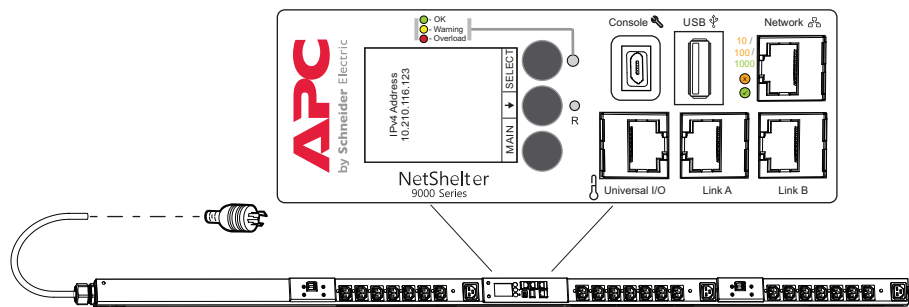 - OK
- Warning
- Overload
APC
by Schneider Electric
IPv4 Address
10.210.116.123
MAIN
SELECT
R
NetShelter
9000 Series
Console
USB
Network
10 /
100 /
1000
Universal I/O
Link A
Link B